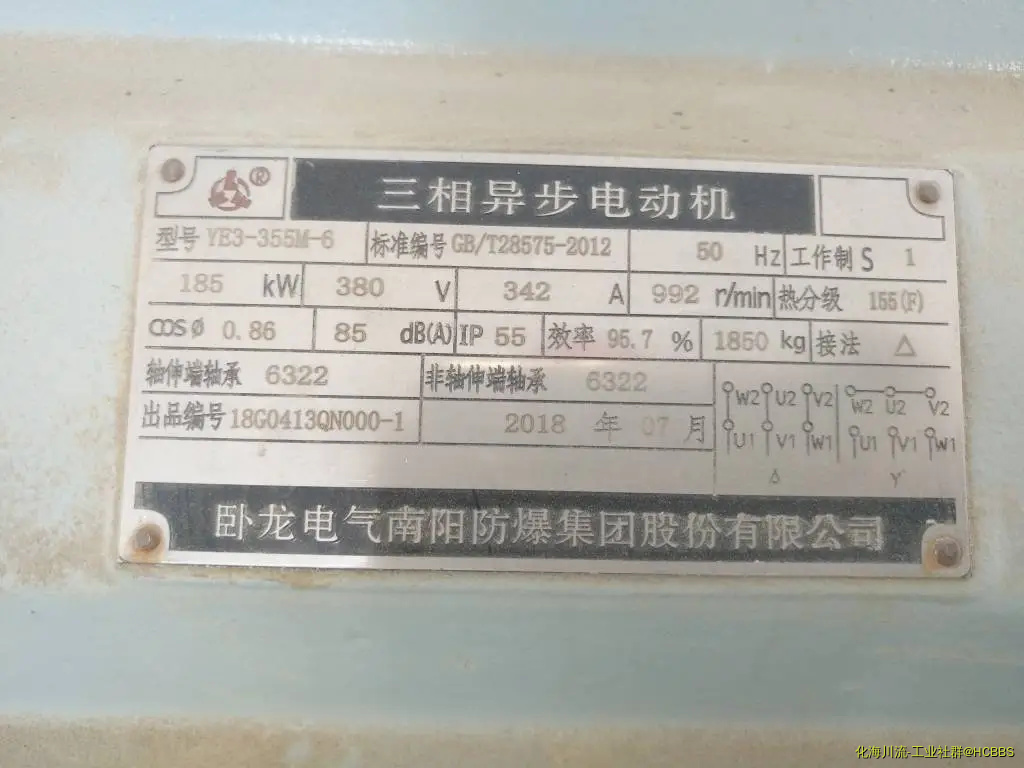 ®
三相异步电动机
型号 YE3-355M-6 标准编号 GB/T28575-2012 50 Hz 工作制 S 1
185 kW 380 V 342 A 992 r/min 热分级 155(F)
COSØ 0.86 85 dB(A) IP 55 效率 95.7 % 1850 kg 接法 △
轴伸端轴承 6322 非轴伸端轴承 6322
出品编号 18G0413QN000-1 2018 年 07 月
W2 U2 V2 W2 U2 V2
U1 V1 W1 U1 V1 W1
△ Y
卧龙电气南阳防爆集团股份有限公司
化海川流-工业社群@HCBBS